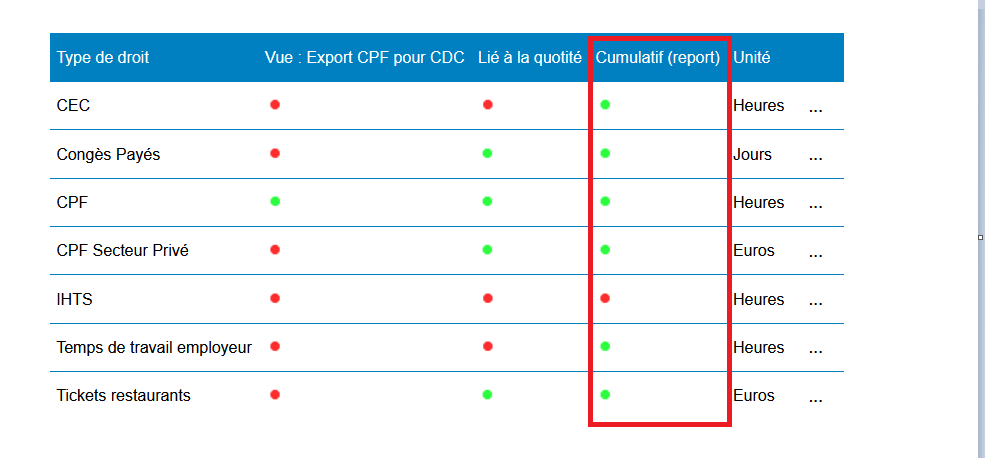 Type de droit Vue : Export CPF pour CDC Lié à la quotité Cumulatif (report) Unité
CEC Heures ...
Congès Payés Jours ...
CPF Heures ...
CPF Secteur Privé Euros ...
IHTS Heures ...
Temps de travail employeur Heures ...
Tickets restaurants Euros ...